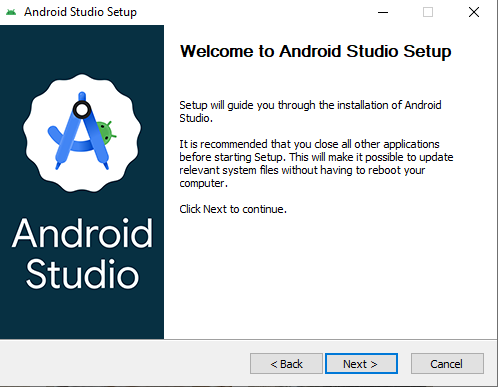 Android Studio Setup
Welcome to Android Studio Setup
Setup will guide you through the installation of Android
Studio.
It is recommended that you close all other applications
before starting Setup. This will make it possible to update
relevant system files without having to reboot your
computer.
Click Next to continue.
Android
Studio
< Back
Next >
Cancel